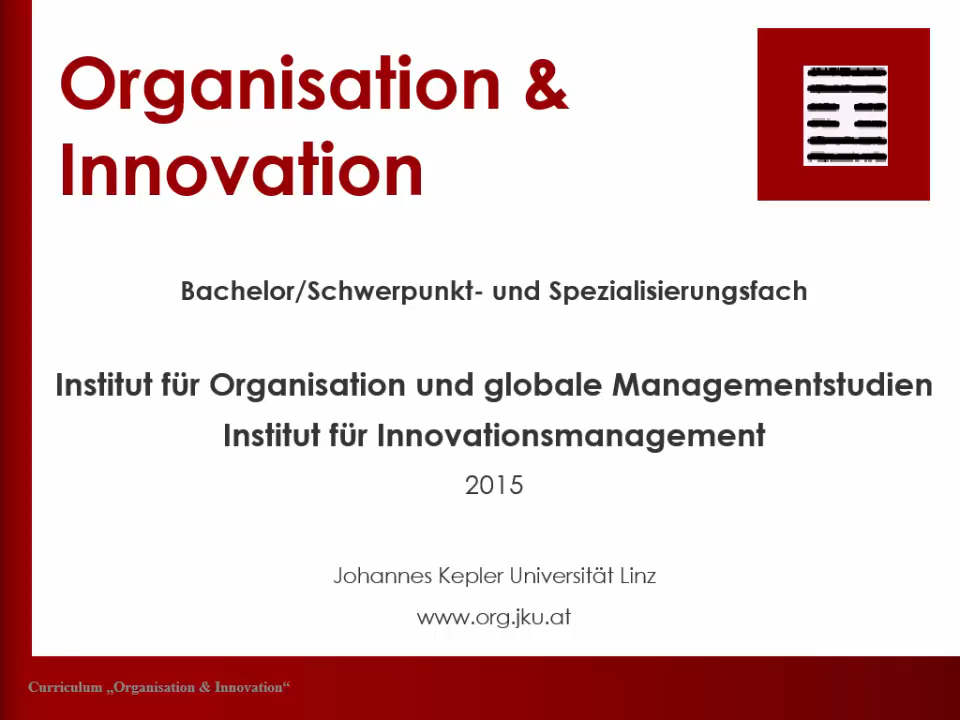 Organisation &
Innovation
Bachelor/Schwerpunkt- und Spezialisierungsfach
Institut für Organisation und globale Managementstudien
Institut für Innovationsmanagement
2015
Johannes Kepler Universität Linz
www.org.jku.at
Curriculum „Organisation & Innovation“